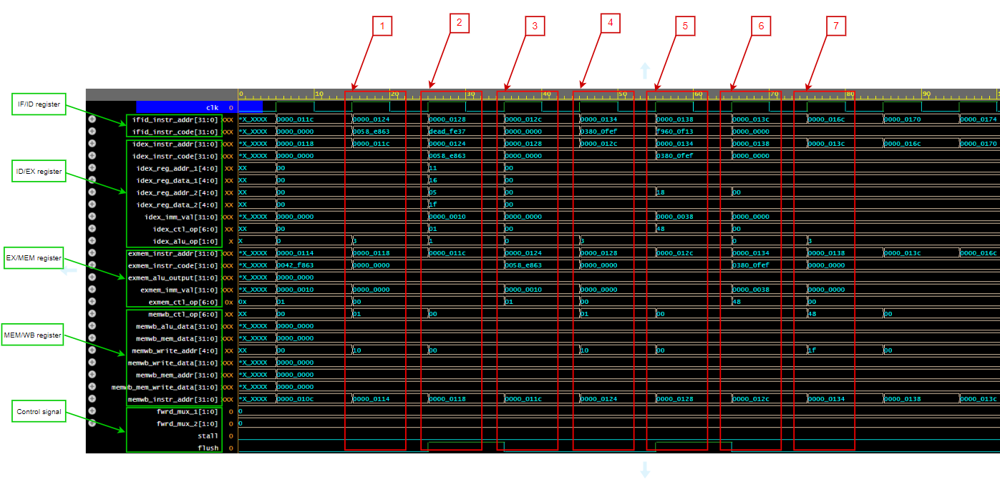 1 2 3 4 5 6 7
IF/ID register
ID/EX register
EX/MEM register
MEM/WB register
Control signal
0 10 20 30 40 50 60 70 80 90
clk 0
ifid_instr_addr[31:0] XXX *X_XXXX 0000_011c 0000_0124 0000_0128 0000_012c 0000_0134 0000_0138 0000_013c 0000_016c 0000_0170 0000_0174
ifid_instr_code[31:0] XXX *X_XXXX 0000_0000 0058_e863 dead_fe37 0000_0000 0380_0fef f960_0f13 0000_0000
idex_instr_addr[31:0] XXX *X_XXXX 0000_0118 0000_011c 0000_0124 0000_0128 0000_012c 0000_0134 0000_0138 0000_013c 0000_016c 0000_0170
idex_instr_code[31:0] XXX *X_XXXX 0000_0000 0058_e863 0000_0000 0380_0fef 0000_0000
idex_reg_addr_1[4:0] XX XX 00 11 00
idex_reg_data_1[4:0] XX XX 00 16 00
idex_reg_addr_2[4:0] XX XX 00 05 00 18 00
idex_reg_data_2[4:0] XX XX 00 1f 00
idex_imm_val[31:0] XXX *X_XXXX 0000_0000 0000_0010 0000_0000 0000_0038 0000_0000
idex_ctl_op[6:0] XX XX 00 01 00 48 00
idex_alu_op[1:0] X X 0 3 1 0 3 0 3
exmem_instr_addr[31:0] XXX *X_XXXX 0000_0114 0000_0118 0000_011c 0000_0124 0000_0128 0000_012c 0000_0134 0000_0138 0000_013c 0000_016c
exmem_instr_code[31:0] XXX *X_XXXX 0042_f863 0000_0000 0058_e863 0000_0000 0380_0fef 0000_0000
exmem_alu_output[31:0] XXX *X_XXXX 0000_0000
exmem_imm_val[31:0] XXX *X_XXXX 0000_0010 0000_0000 0000_0010 0000_0000 0000_0038 0000_0000
exmem_ctl_op[6:0] 0X 0x 01 00 01 00 48 00
memwb_ctl_op[6:0] XX XX 00 01 00 01 00 48 00
memwb_alu_data[31:0] XXX *X_XXXX 0000_0000
memwb_mem_data[31:0] XXX *X_XXXX 0000_0000
memwb_write_addr[4:0] XX XX 00 10 00 10 00 1f 00
memwb_write_data[31:0] XXX *X_XXXX 0000_0000
memwb_mem_addr[31:0] XXX *X_XXXX 0000_0000
memwb_mem_write_data[31:0] XXX *X_XXXX 0000_0000
memwb_instr_addr[31:0] XXX *X_XXXX 0000_010c 0000_0114 0000_0118 0000_011c 0000_0124 0000_0128 0000_012c 0000_0134 0000_0138 0000_013c
fwrd_mux_1[1:0] 0 0
fwrd_mux_2[1:0] 0 0
stall 0
flush 0